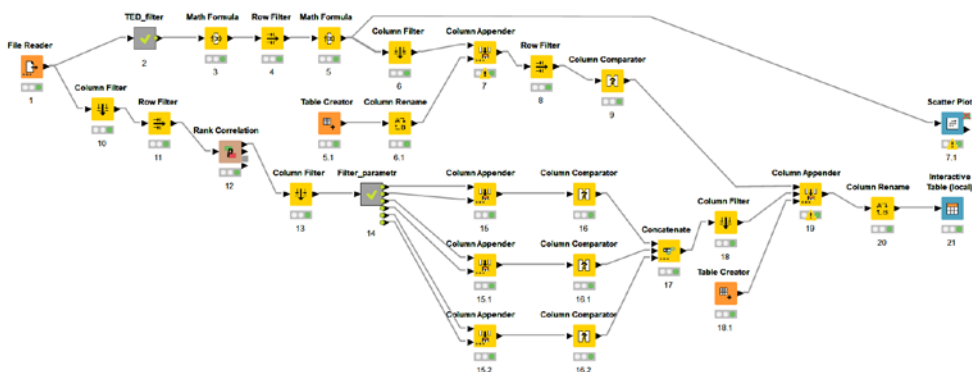 TED_filter
Math Formula
Row Filter
Math Formula
Column Filter
Column Appender
Row Filter
Column Comparator
File Reader
2
3
4
5
6
7
8
9
1
Column Filter
Row Filter
Rank Correlation
Table Creator
Column Rename
Scatter Plot
10
11
12
5.1
6.1
7.1
Column Filter
Filter_parametr
Column Appender
Column Comparator
Column Filter
Column Appender
Column Rename
Interactive
Table (local)
13
14
15
16
Concatenate
18
19
20
21
Column Appender
Column Comparator
17
Table Creator
15.1
16.1
18.1
Column Appender
Column Comparator
15.2
16.2